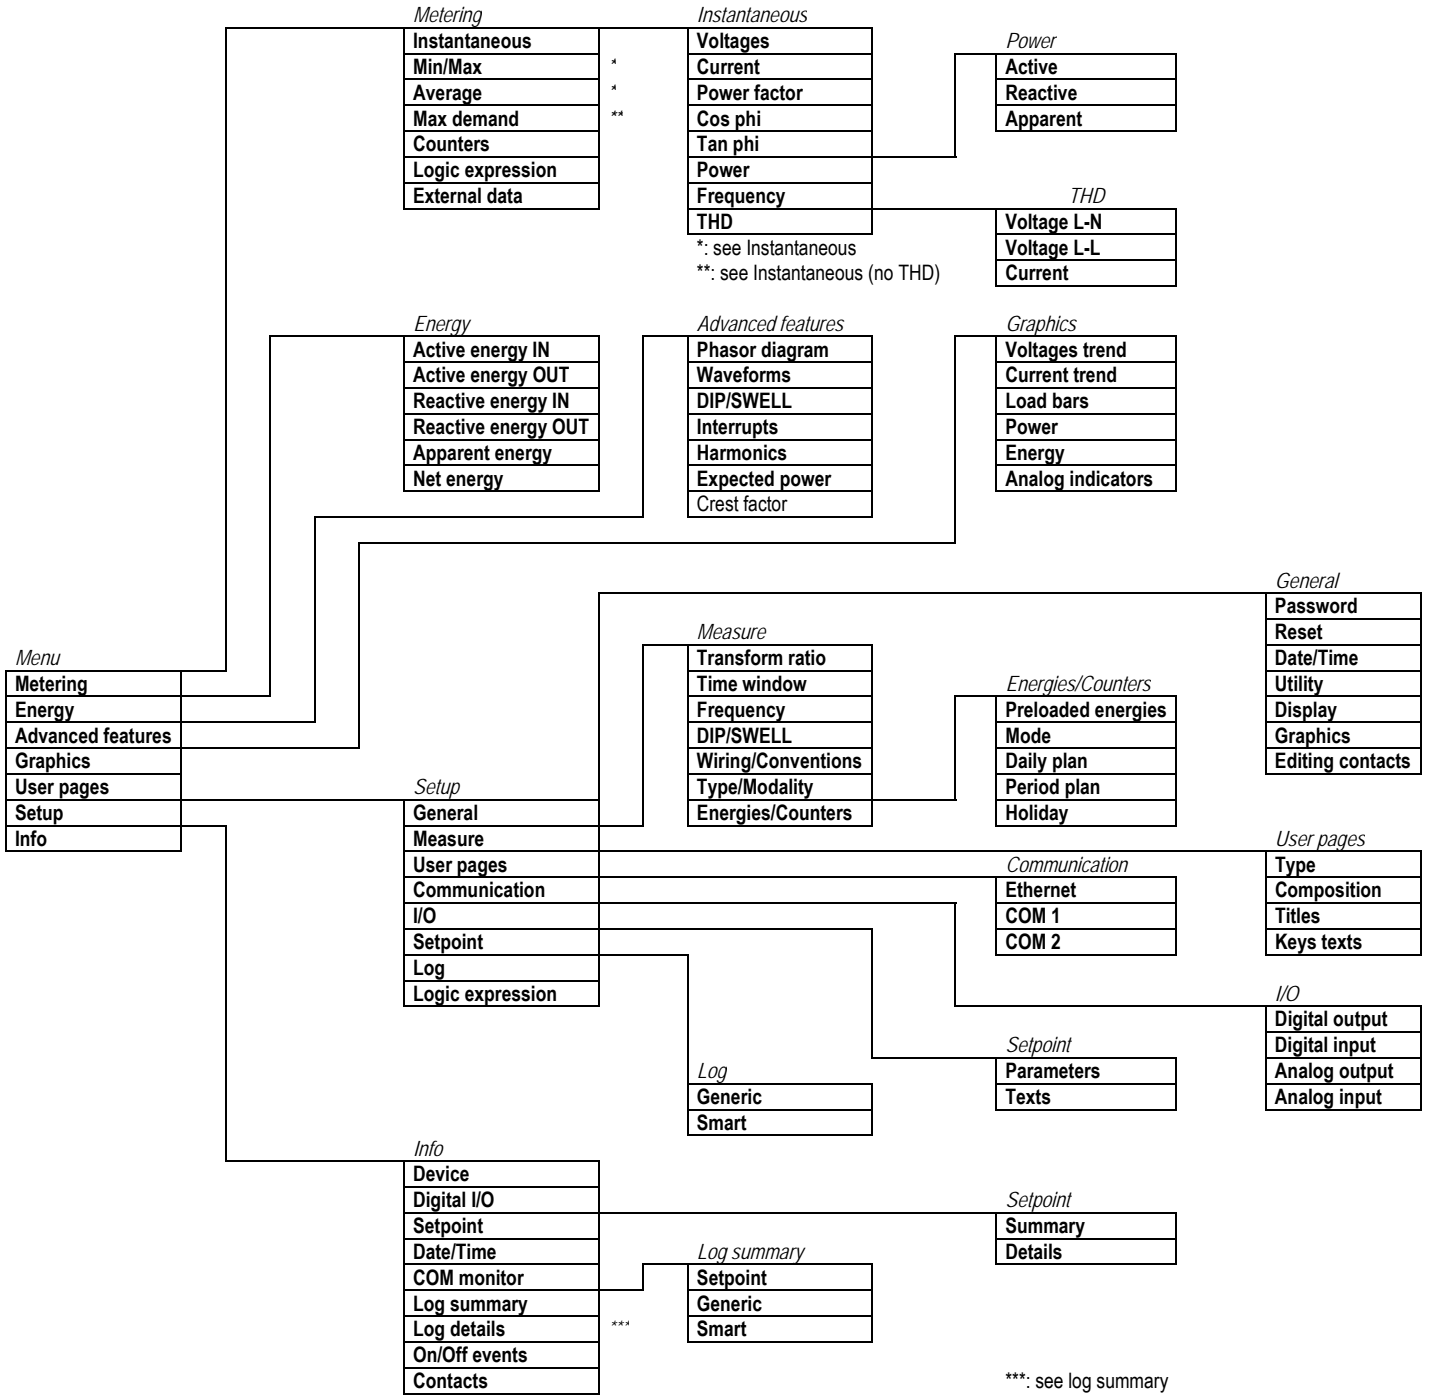 Metering
Instantaneous
Min/Max *
Average *
Max demand **
Counters
Logic expression
External data
Instantaneous
Voltages
Current
Power factor
Cos phi
Tan phi
Power
Frequency
THD
*: see Instantaneous
**: see Instantaneous (no THD)
Power
Active
Reactive
Apparent
THD
Voltage L-N
Voltage L-L
Current
Energy
Active energy IN
Active energy OUT
Reactive energy IN
Reactive energy OUT
Apparent energy
Net energy
Advanced features
Phasor diagram
Waveforms
DIP/SWELL
Interrupts
Harmonics
Expected power
Crest factor
Graphics
Voltages trend
Current trend
Load bars
Power
Energy
Analog indicators
Menu
Metering
Energy
Advanced features
Graphics
User pages
Setup
Info
Setup
General
Measure
User pages
Communication
I/O
Setpoint
Log
Logic expression
Measure
Transform ratio
Time window
Frequency
DIP/SWELL
Wiring/Conventions
Type/Modality
Energies/Counters
Energies/Counters
Preloaded energies
Mode
Daily plan
Period plan
Holiday
General
Password
Reset
Date/Time
Utility
Display
Graphics
Editing contacts
Communication
Ethernet
COM 1
COM 2
User pages
Type
Composition
Titles
Keys texts
I/O
Digital output
Digital input
Analog output
Analog input
Setpoint
Parameters
Texts
Log
Generic
Smart
Info
Device
Digital I/O
Setpoint
Date/Time
COM monitor
Log summary
Log details ***
On/Off events
Contacts
Log summary
Setpoint
Generic
Smart
Setpoint
Summary
Details
***: see log summary